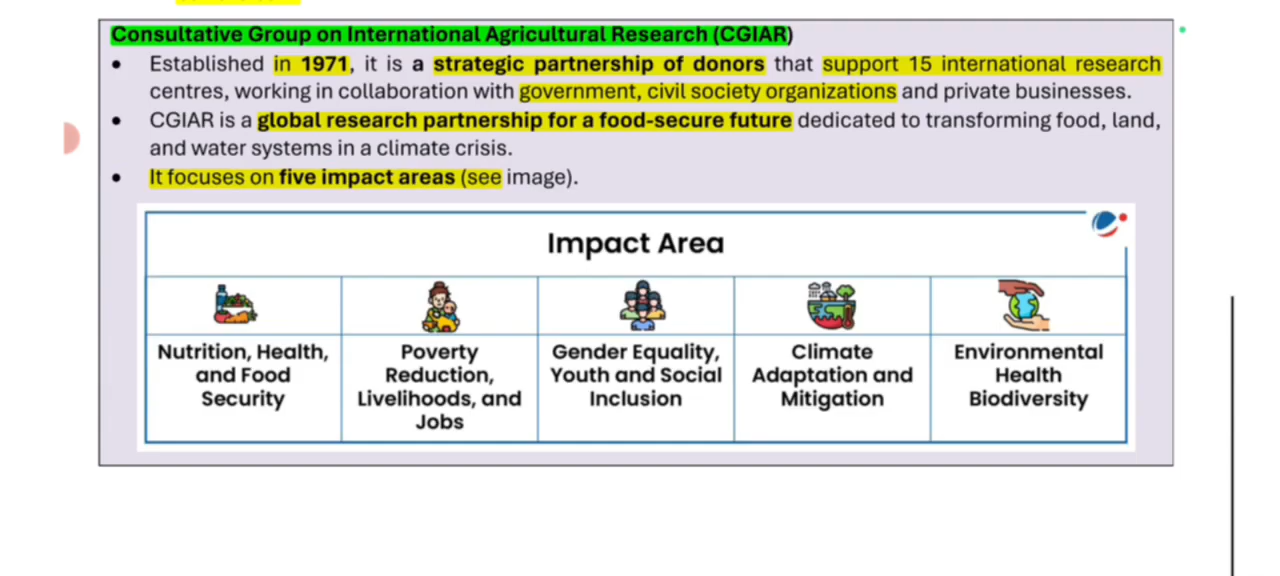 Consultative Group on International Agricultural Research (CGIAR)
• Established in 1971, it is a strategic partnership of donors that support 15 international research
centres, working in collaboration with government, civil society organizations and private businesses.
• CGIAR is a global research partnership for a food-secure future dedicated to transforming food, land,
and water systems in a climate crisis.
• It focuses on five impact areas (see image).
Impact Area
Nutrition, Health,
and Food
Security
Poverty
Reduction,
Livelihoods, and
Jobs
Gender Equality,
Youth and Social
Inclusion
Climate
Adaptation and
Mitigation
Environmental
Health
Biodiversity